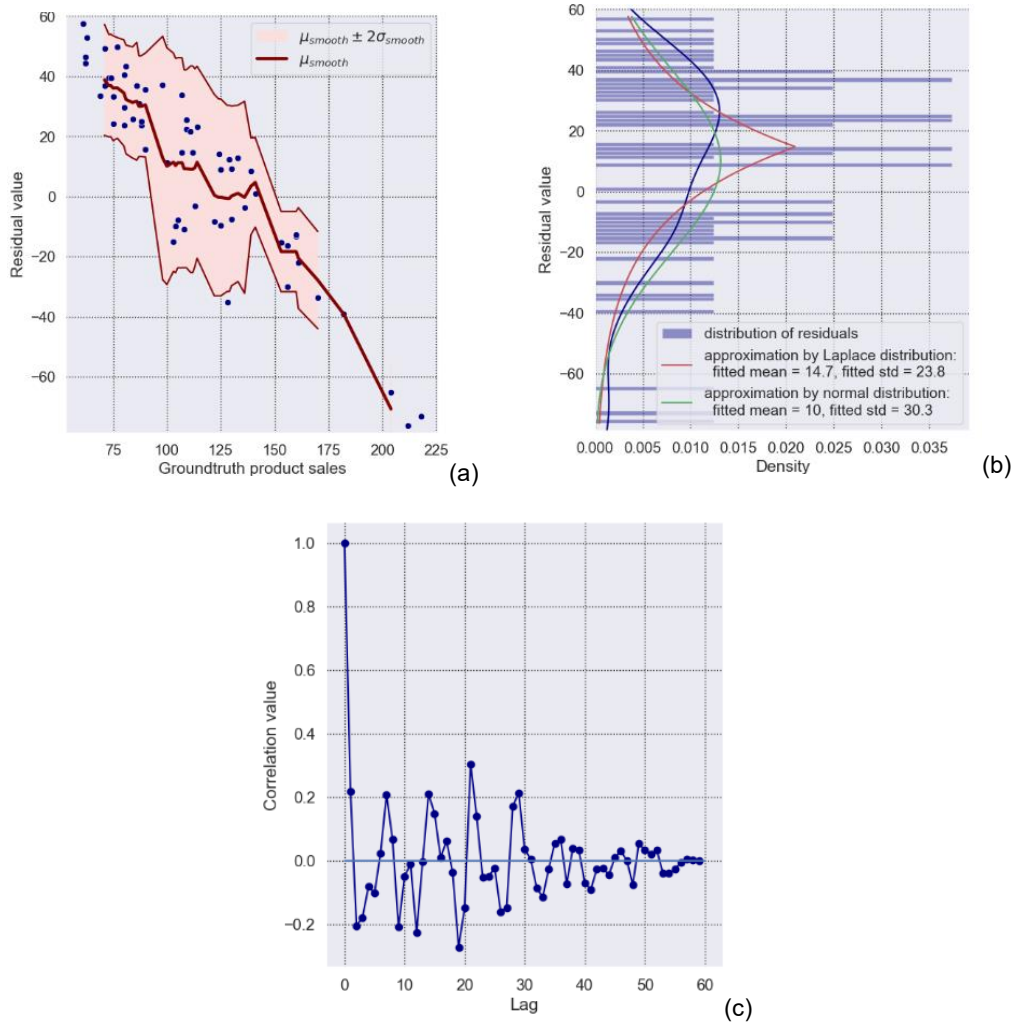 60
40
20
0
−20
−40
−60
Residual value
μsmooth ± 2σsmooth
μsmooth
75
100
125
150
175
200
225
Groundtruth product sales
(a)
60
40
20
0
−20
−40
−60
Residual value
distribution of residuals
approximation by Laplace distribution:
fitted mean = 14.7, fitted std = 23.8
approximation by normal distribution:
fitted mean = 10, fitted std = 30.3
0.000
0.005
0.010
0.015
0.020
0.025
0.030
0.035
Density
(b)
1.0
0.8
0.6
0.4
0.2
0.0
−0.2
Correlation value
0
10
20
30
40
50
60
Lag
(c)